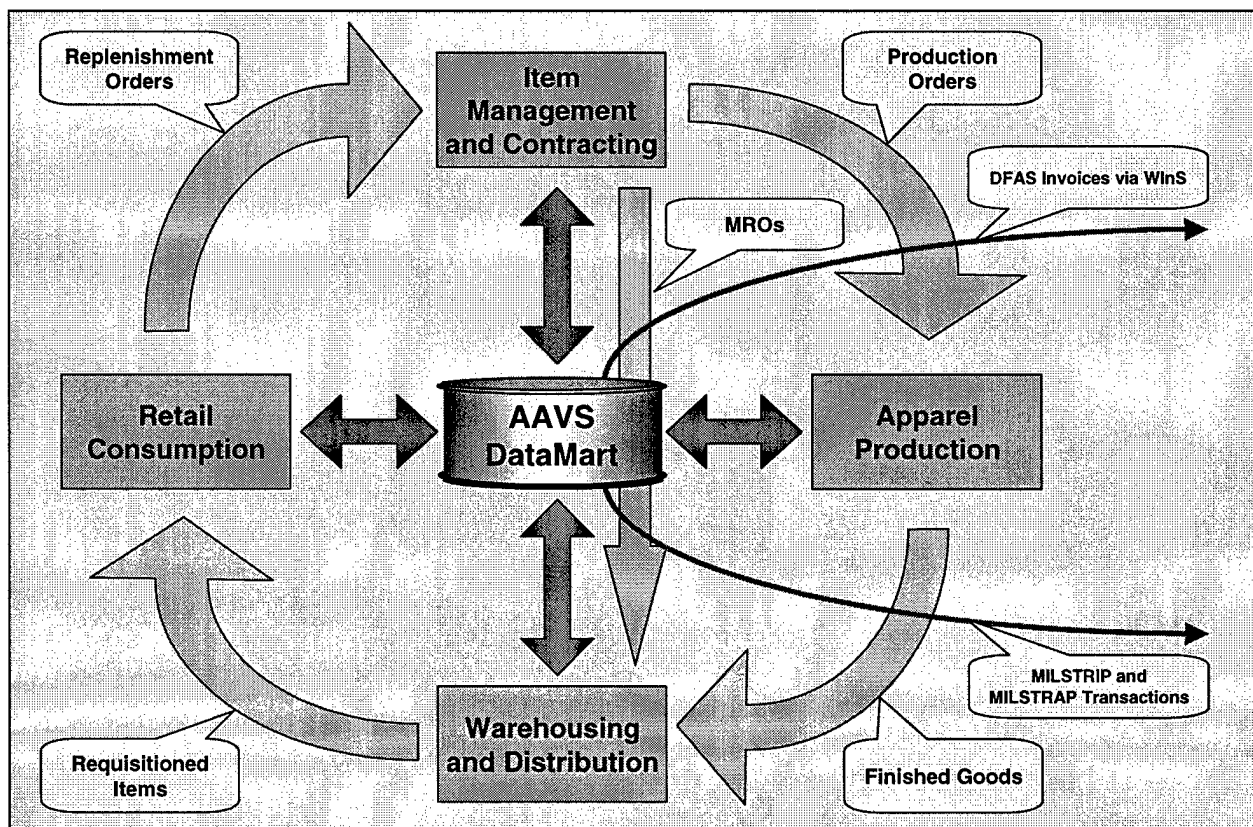 Replenishment
Orders
Item
Management
and Contracting
Production
Orders
DFAS Invoices via WInS
MROs
Retail
Consumption
AAVS
DataMart
Apparel
Production
MILSTRIP and
MILSTRAP Transactions
Warehousing
and Distribution
Requisitioned
Items
Finished Goods